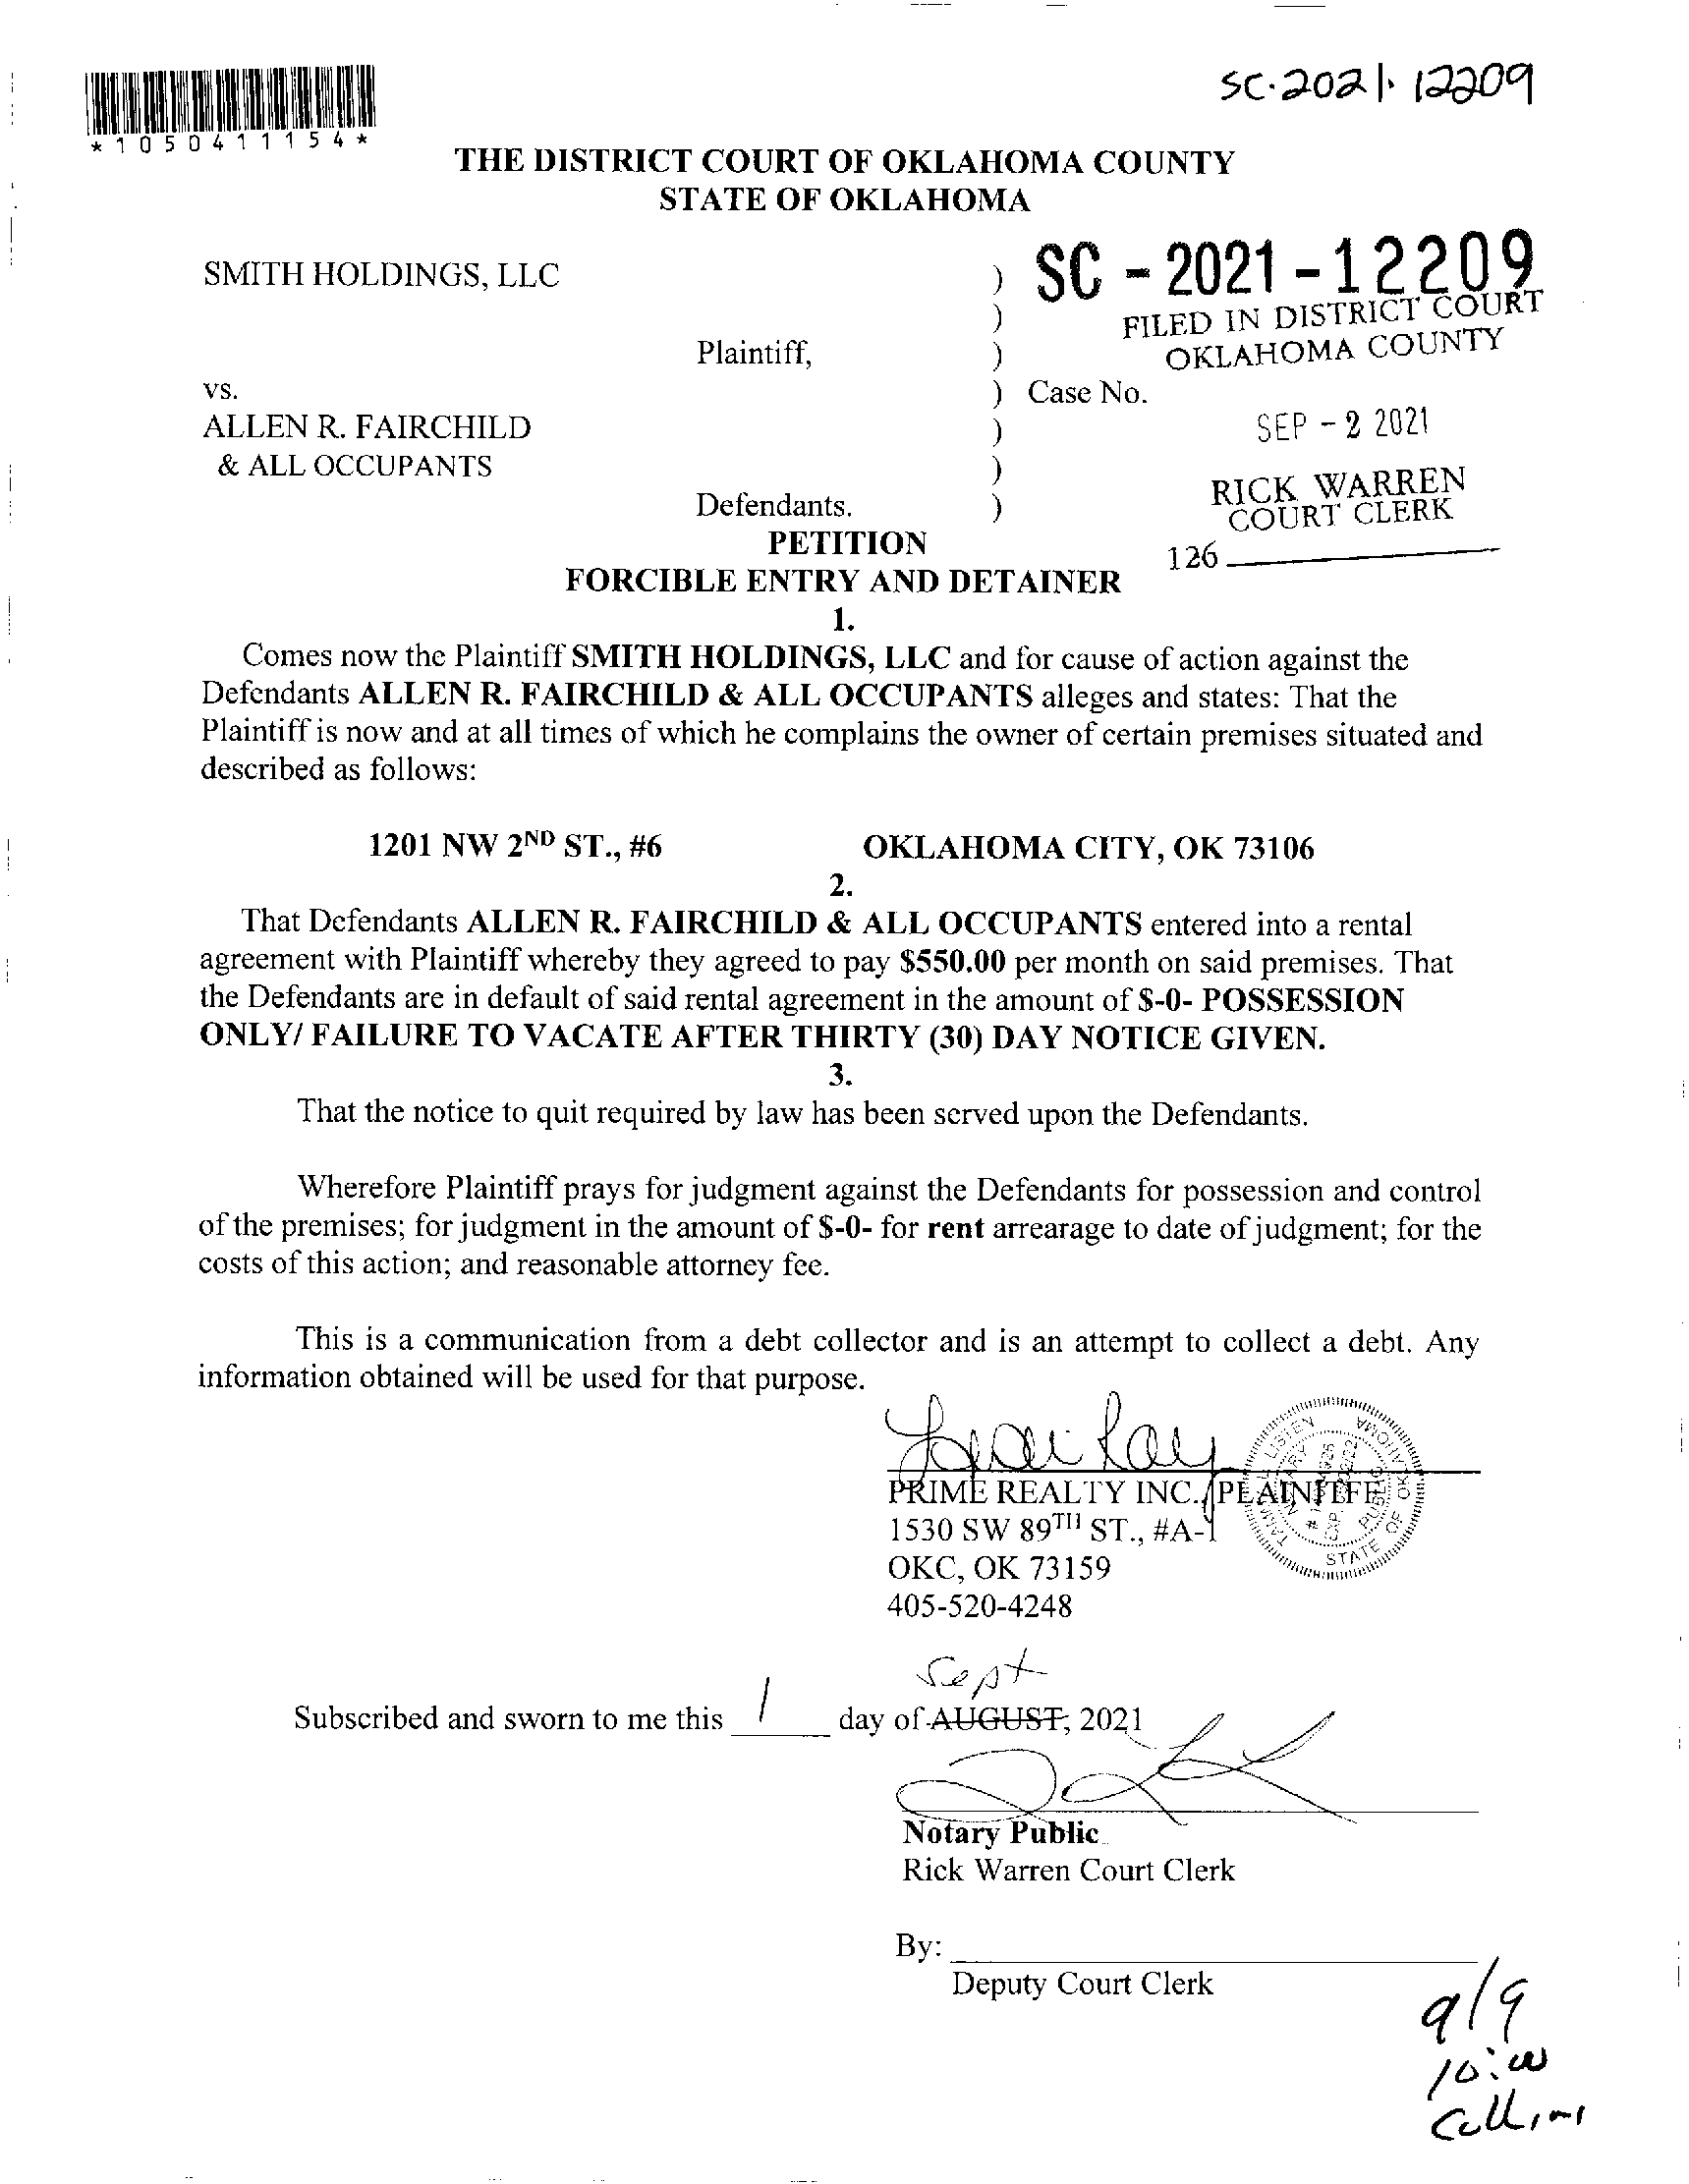 SC-2021-12209
*1050411154*
THE DISTRICT COURT OF OKLAHOMA COUNTY
STATE OF OKLAHOMA
SMITH HOLDINGS, LLC )
SC - 2021 - 12209
)
FILED IN DISTRICT COURT
Plaintiff, )
OKLAHOMA COUNTY
vs. ) Case No.
ALLEN R. FAIRCHILD )
SEP - 2 2021
& ALL OCCUPANTS )
RICK WARREN
Defendants. )
COURT CLERK
PETITION
126
FORCIBLE ENTRY AND DETAINER
1.
Comes now the Plaintiff SMITH HOLDINGS, LLC and for cause of action against the
Defendants ALLEN R. FAIRCHILD & ALL OCCUPANTS alleges and states: That the
Plaintiff is now and at all times of which he complains the owner of certain premises situated and
described as follows:
1201 NW 2ND ST., #6 OKLAHOMA CITY, OK 73106
2.
That Defendants ALLEN R. FAIRCHILD & ALL OCCUPANTS entered into a rental
agreement with Plaintiff whereby they agreed to pay $550.00 per month on said premises. That
the Defendants are in default of said rental agreement in the amount of $-0- POSSESSION
ONLY/ FAILURE TO VACATE AFTER THIRTY (30) DAY NOTICE GIVEN.
3.
That the notice to quit required by law has been served upon the Defendants.
Wherefore Plaintiff prays for judgment against the Defendants for possession and control
of the premises; for judgment in the amount of $-0- for rent arrearage to date of judgment; for the
costs of this action; and reasonable attorney fee.
This is a communication from a debt collector and is an attempt to collect a debt. Any
information obtained will be used for that purpose.
PRIME REALTY INC./PLAINTIFF
1530 SW 89TH ST., #A-1
OKC, OK 73159
405-520-4248
NOTARY PUBLIC
STATE OF OKLAHOMA
Sept
Subscribed and sworn to me this 1 day of AUGUST, 2021
Notary Public
Rick Warren Court Clerk
By:
Deputy Court Clerk
9/9
10:00
Collins